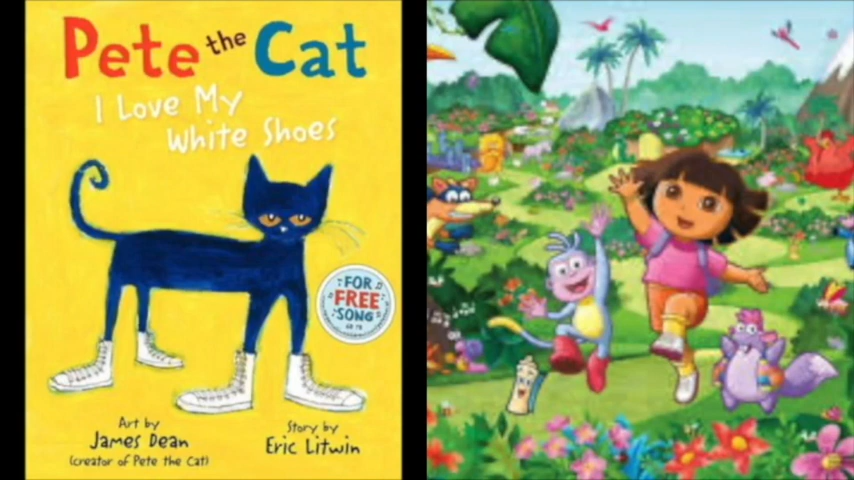 Pete the Cat
I Love My
White Shoes
FOR
FREE
SONG
Art by
James Dean
(creator of Pete the Cat)
Story by
Eric Litwin